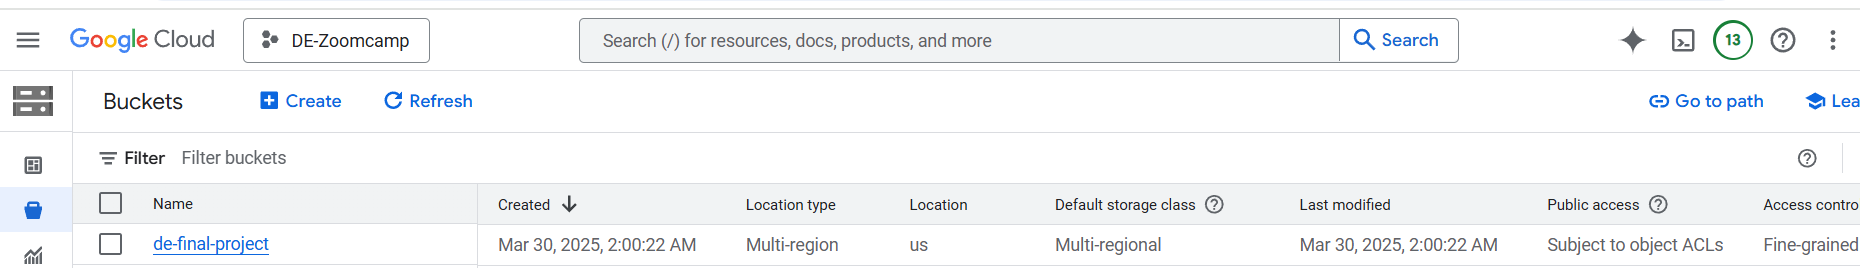 Google Cloud DE-Zoomcamp Search (/) for resources, docs, products, and more Search 13
Buckets Create Refresh Go to path Lea
Filter Filter buckets
Name Created Location type Location Default storage class Last modified Public access Access contro
de-final-project Mar 30, 2025, 2:00:22 AM Multi-region us Multi-regional Mar 30, 2025, 2:00:22 AM Subject to object ACLs Fine-grained